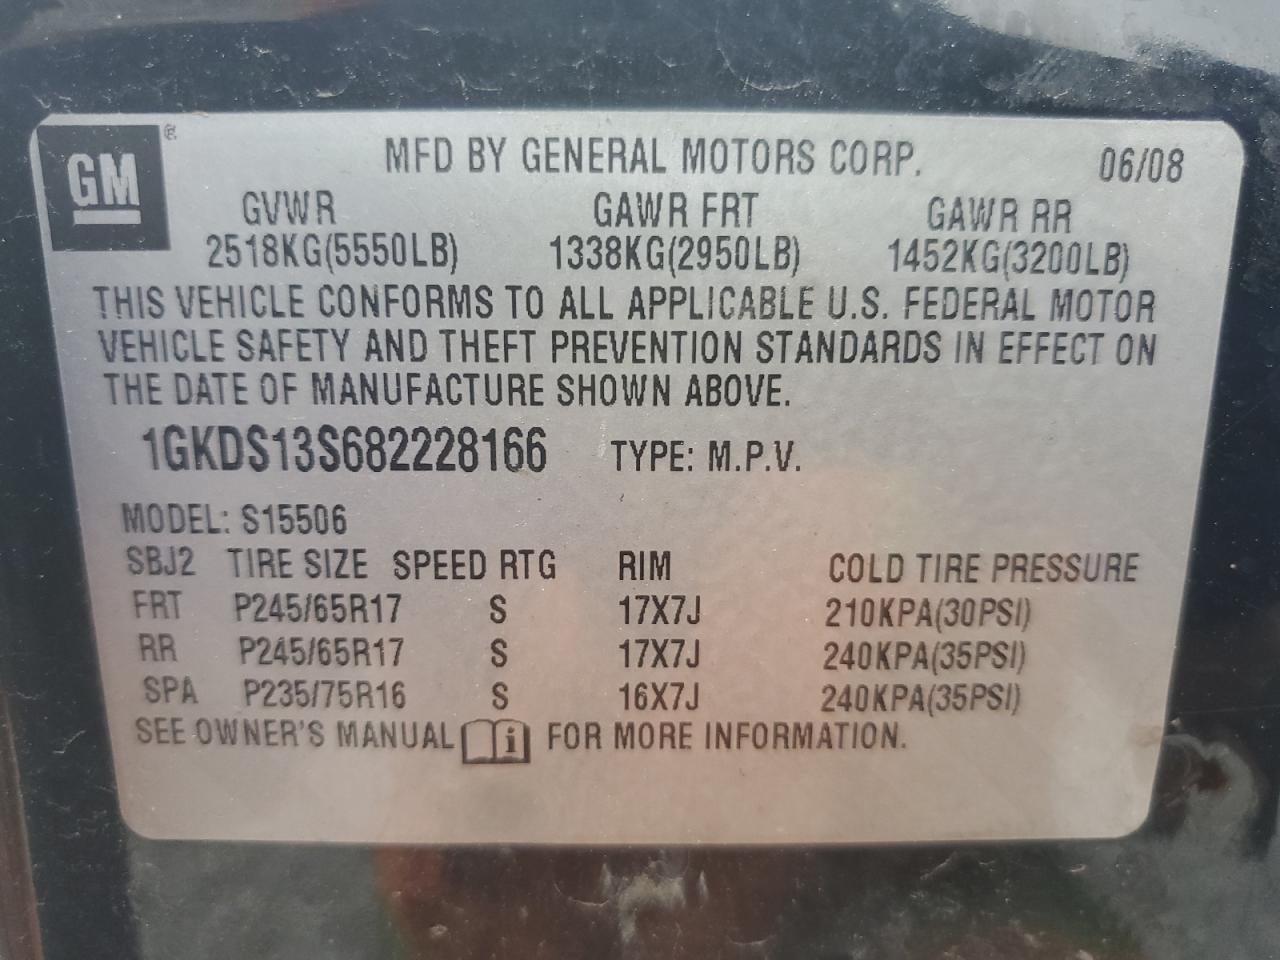 GM ® MFD BY GENERAL MOTORS CORP. 06/08
GVWR GAWR FRT GAWR RR
2518KG(5550LB) 1338KG(2950LB) 1452KG(3200LB)
THIS VEHICLE CONFORMS TO ALL APPLICABLE U.S. FEDERAL MOTOR
VEHICLE SAFETY AND THEFT PREVENTION STANDARDS IN EFFECT ON
THE DATE OF MANUFACTURE SHOWN ABOVE.
1GKDS13S682228166 TYPE: M.P.V.
MODEL: S15506
SBJ2 TIRE SIZE SPEED RTG RIM COLD TIRE PRESSURE
FRT P245/65R17 S 17X7J 210KPA(30PSI)
RR P245/65R17 S 17X7J 240KPA(35PSI)
SPA P235/75R16 S 16X7J 240KPA(35PSI)
SEE OWNER'S MANUAL i FOR MORE INFORMATION.